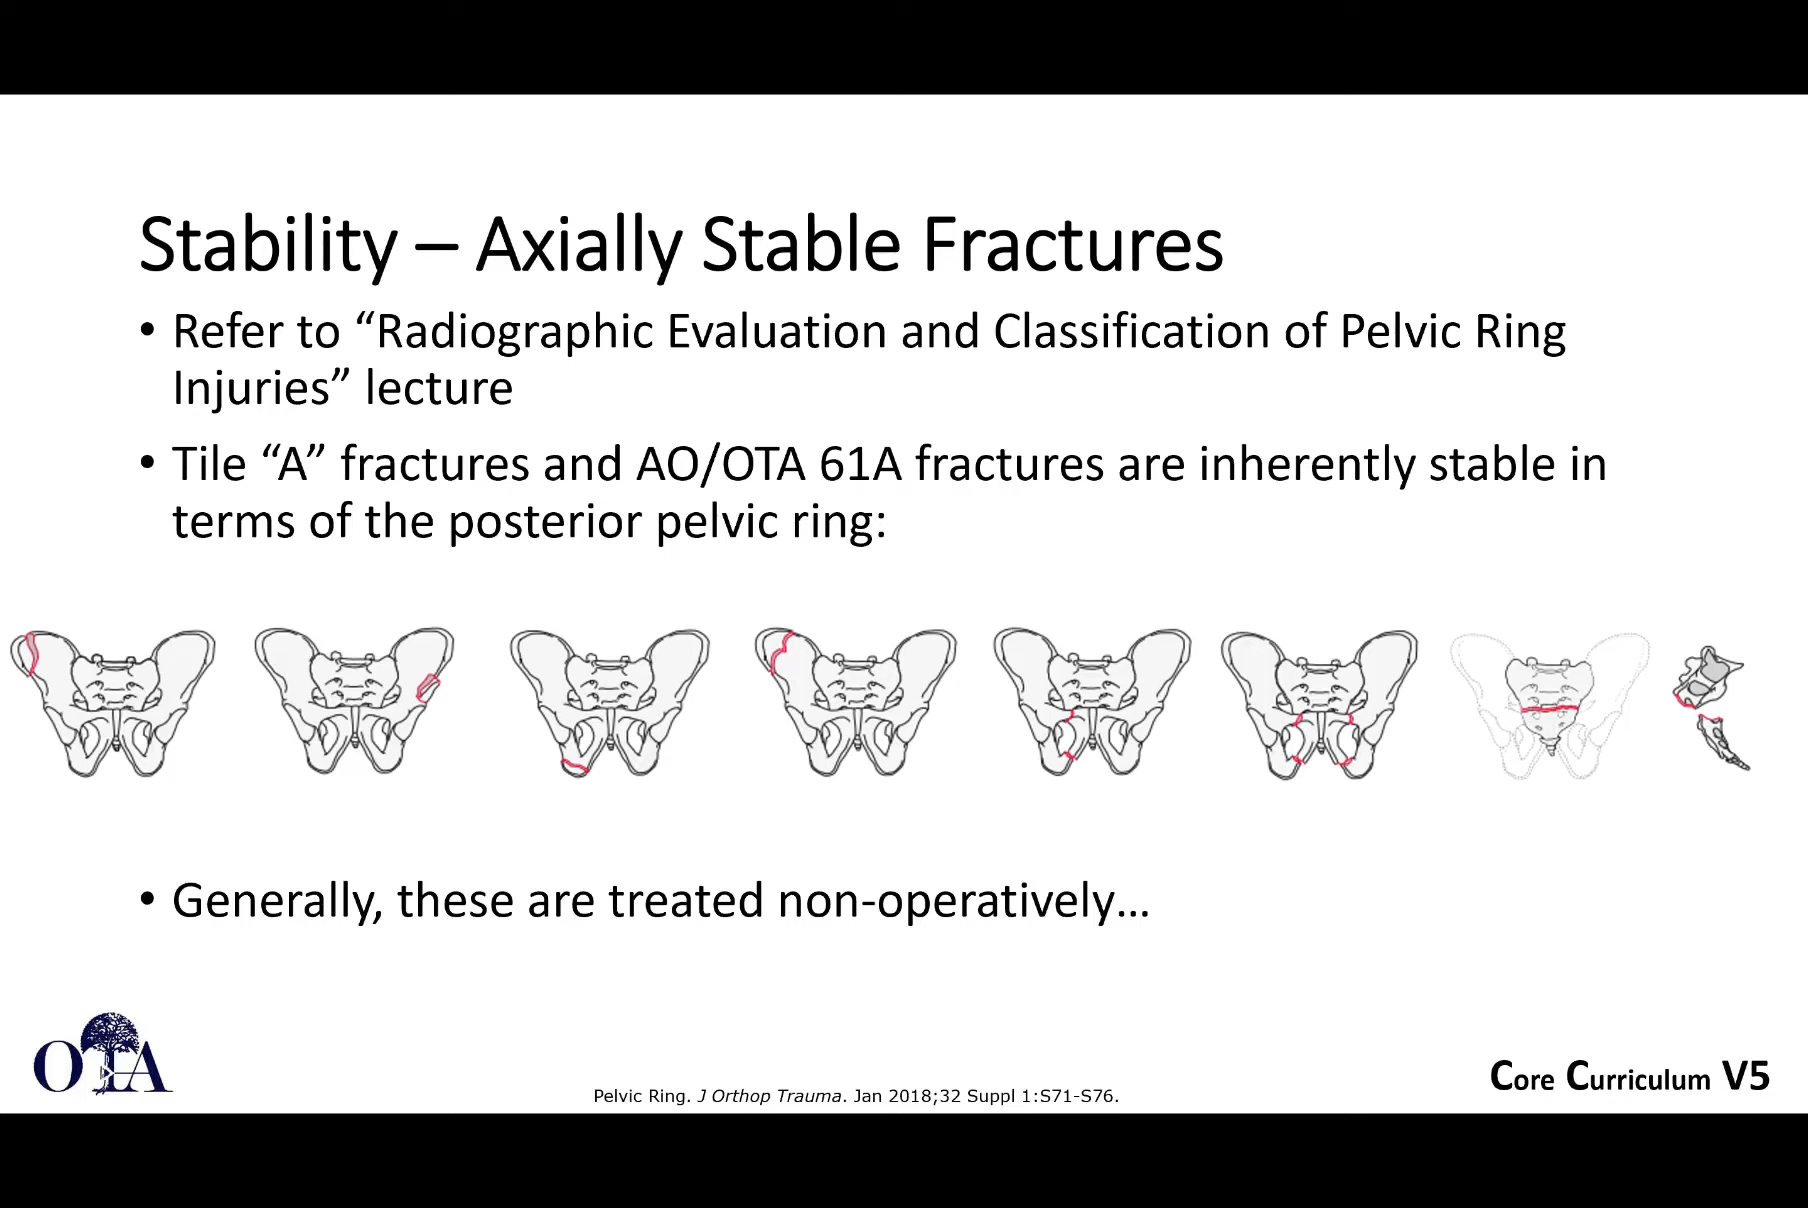 Stability – Axially Stable Fractures
• Refer to “Radiographic Evaluation and Classification of Pelvic Ring
Injuries” lecture
• Tile “A” fractures and AO/OTA 61A fractures are inherently stable in
terms of the posterior pelvic ring:
• Generally, these are treated non-operatively…
OTA
Pelvic Ring. J Orthop Trauma. Jan 2018;32 Suppl 1:S71-S76.
Core Curriculum V5